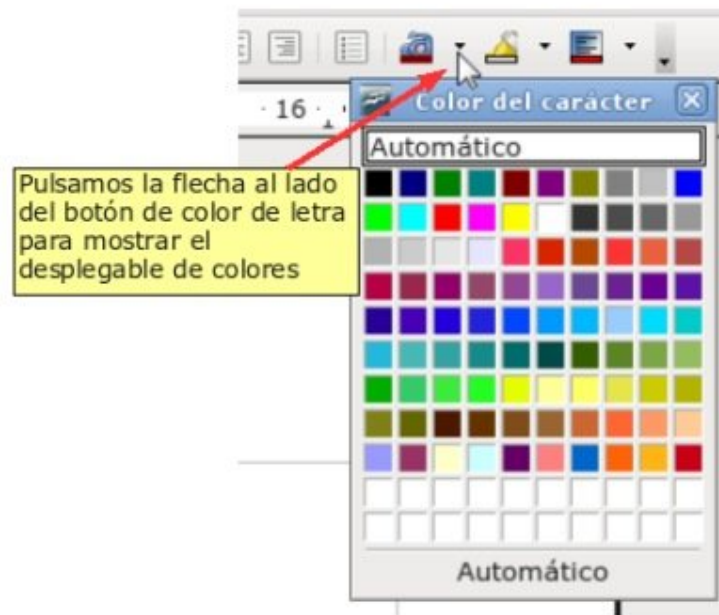 · 16 ·
Color del carácter
Automático
Pulsamos la flecha al lado
del botón de color de letra
para mostrar el
desplegable de colores
Automático